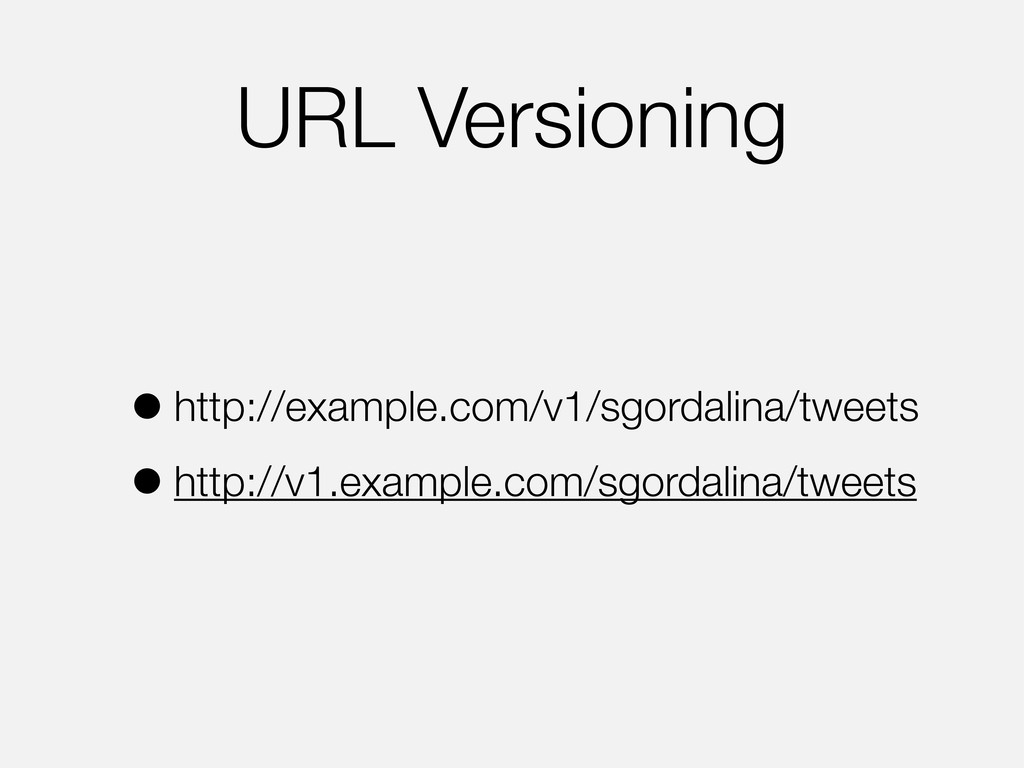 URL Versioning
• http://example.com/v1/sgordalina/tweets
• http://v1.example.com/sgordalina/tweets